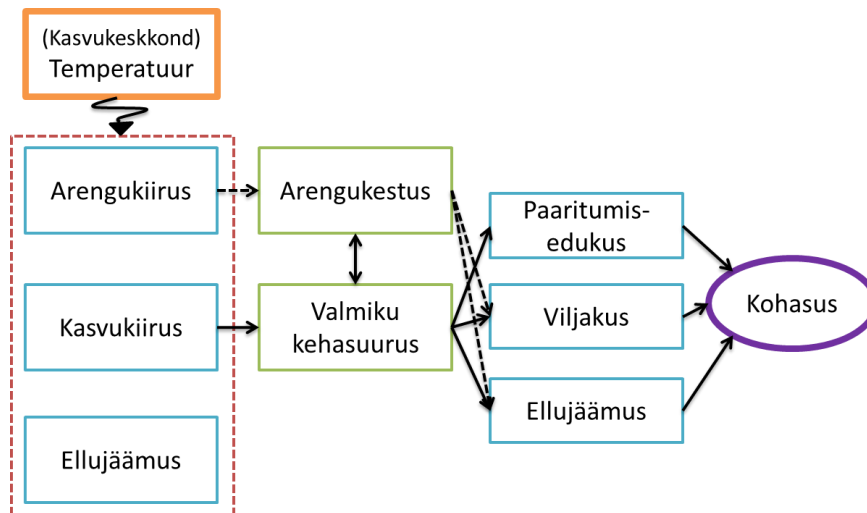 (Kasvukeskkond)
Temperatuur
Arengukiirus
Arengukestus
Paaritumis-
edukus
Kasvukiirus
Valmiku
kehasuurus
Viljakus
Kohasus
Ellujäämus
Ellujäämus